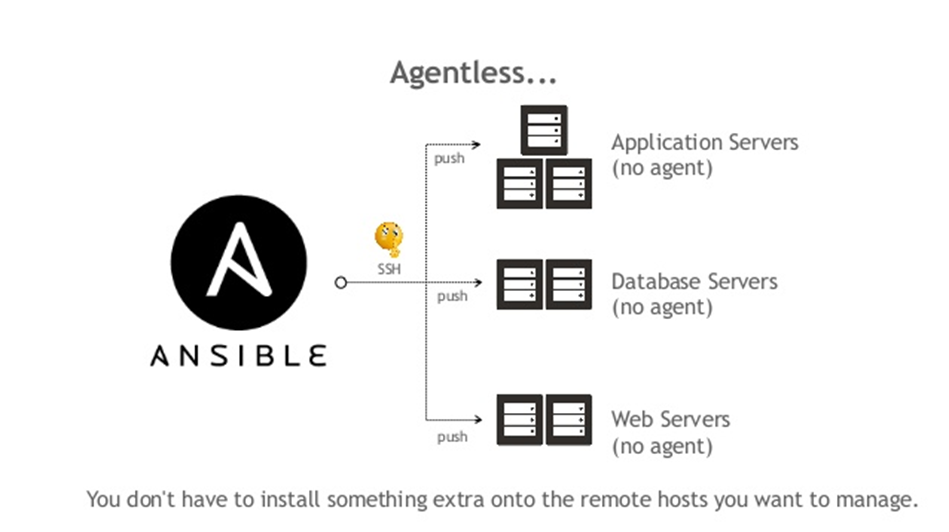 Agentless...
push
Application Servers
(no agent)
SSH
ANSIBLE
push
Database Servers
(no agent)
push
Web Servers
(no agent)
You don't have to install something extra onto the remote hosts you want to manage.